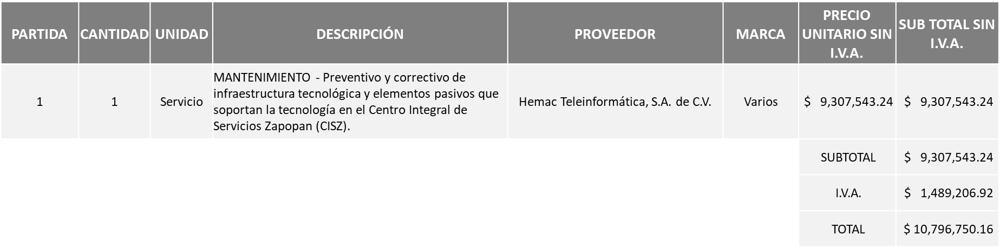 PARTIDA CANTIDAD UNIDAD DESCRIPCIÓN PROVEEDOR MARCA PRECIO UNITARIO SIN I.V.A. SUB TOTAL SIN I.V.A.
1 1 Servicio MANTENIMIENTO - Preventivo y correctivo de
infraestructura tecnológica y elementos pasivos que
soportan la tecnología en el Centro Integral de
Servicios Zapopan (CISZ). Hemac Teleinformática, S.A. de C.V. Varios $ 9,307,543.24 $ 9,307,543.24
SUBTOTAL $ 9,307,543.24
I.V.A. $ 1,489,206.92
TOTAL $ 10,796,750.16